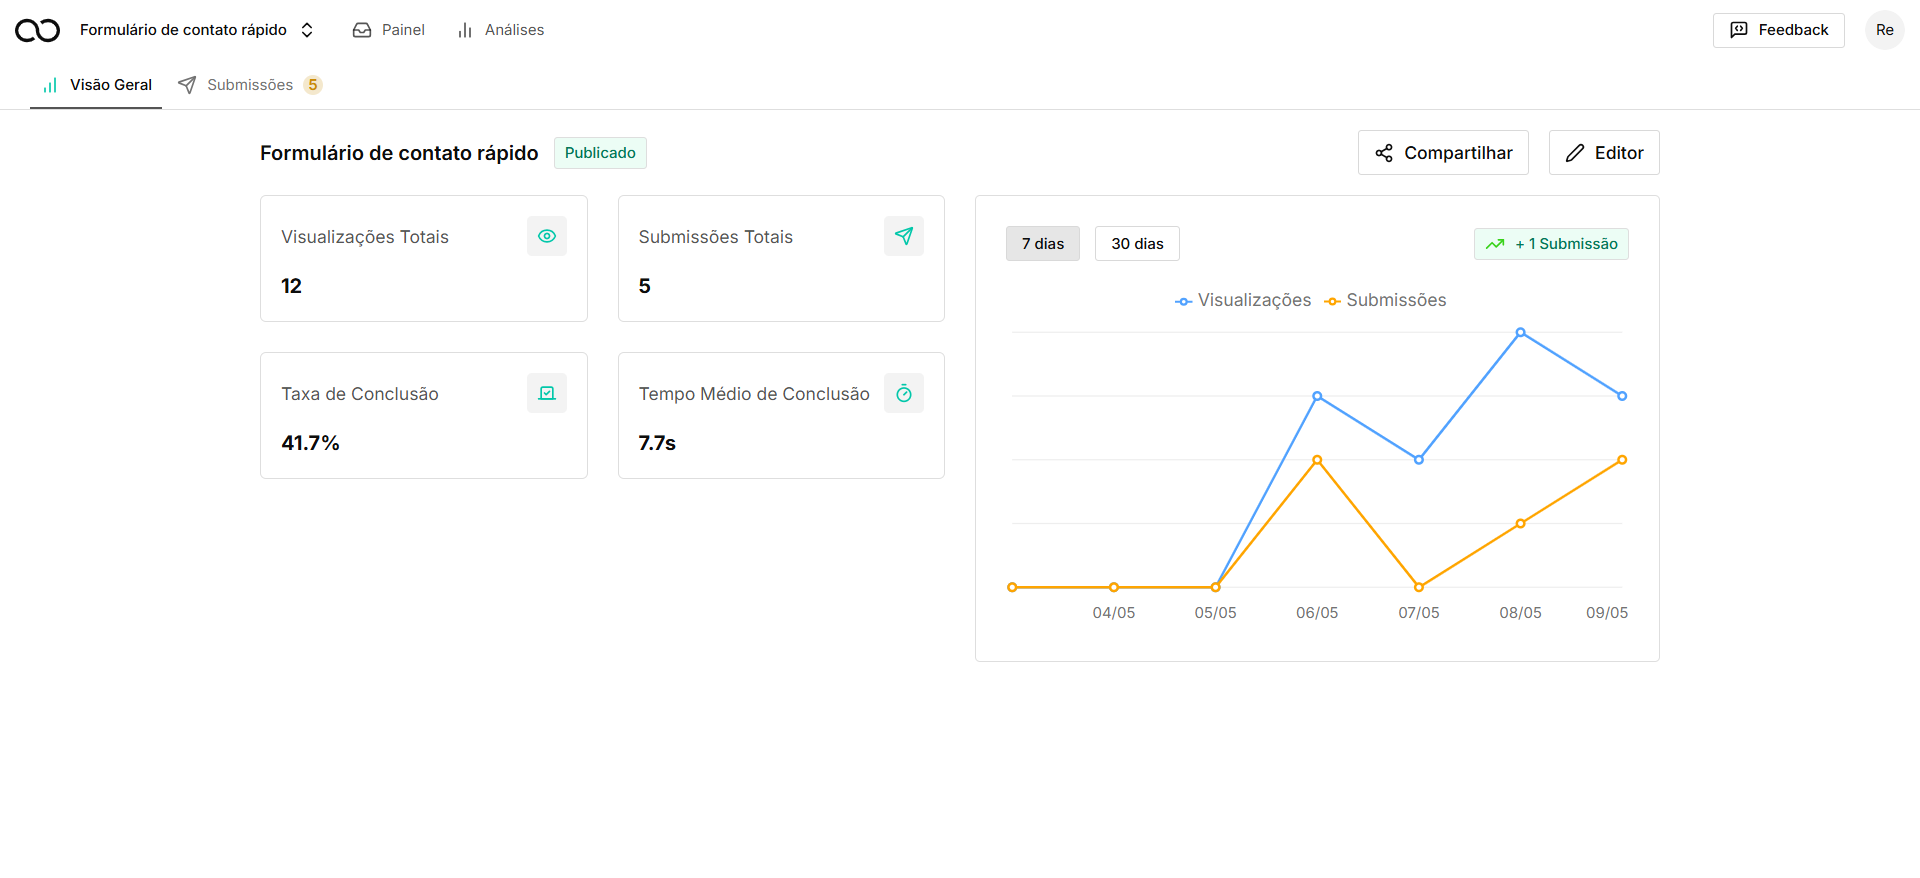 Formulário de contato rápido
Painel
Análises
Feedback
Re
Visão Geral
Submissões 5
Formulário de contato rápido
Publicado
Compartilhar
Editor
Visualizações Totais
12
Submissões Totais
5
Taxa de Conclusão
41.7%
Tempo Médio de Conclusão
7.7s
7 dias
30 dias
+ 1 Submissão
Visualizações
Submissões
04/05
05/05
06/05
07/05
08/05
09/05